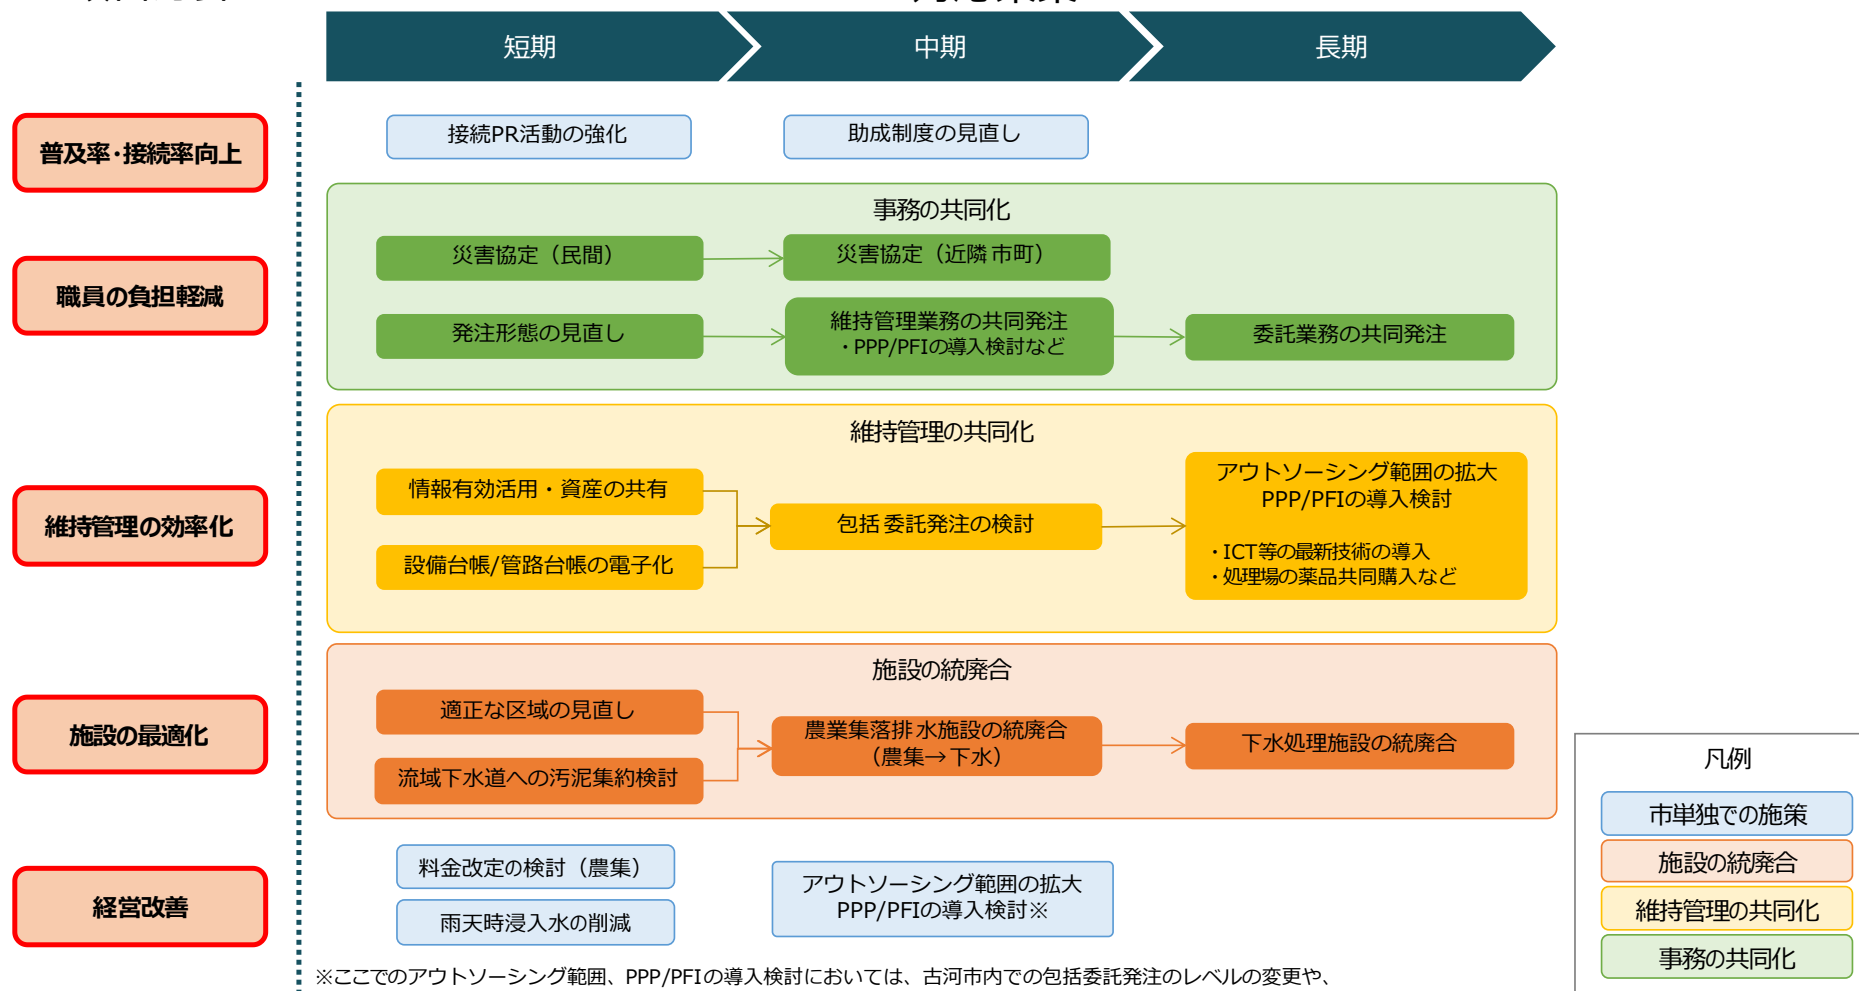 短期
中期
長期
普及率・接続率向上
接続PR活動の強化
助成制度の見直し
事務の共同化
職員の負担軽減
災害協定（民間）
災害協定（近隣市町）
発注形態の見直し
維持管理業務の共同発注
・PPP/PFIの導入検討など
委託業務の共同発注
維持管理の共同化
維持管理の効率化
情報有効活用・資産の共有
設備台帳/管路台帳の電子化
包括委託発注の検討
アウトソーシング範囲の拡大
PPP/PFIの導入検討
・ICT等の最新技術の導入
・処理場の薬品共同購入など
施設の統廃合
施設の最適化
適正な区域の見直し
流域下水道への汚泥集約検討
農業集落排水施設の統廃合
（農集→下水）
下水処理施設の統廃合
経営改善
料金改定の検討（農集）
雨天時浸入水の削減
アウトソーシング範囲の拡大
PPP/PFIの導入検討※
凡例
市単独での施策
施設の統廃合
維持管理の共同化
事務の共同化
※ここでのアウトソーシング範囲、PPP/PFIの導入検討においては、古河市内での包括委託発注のレベルの変更や、